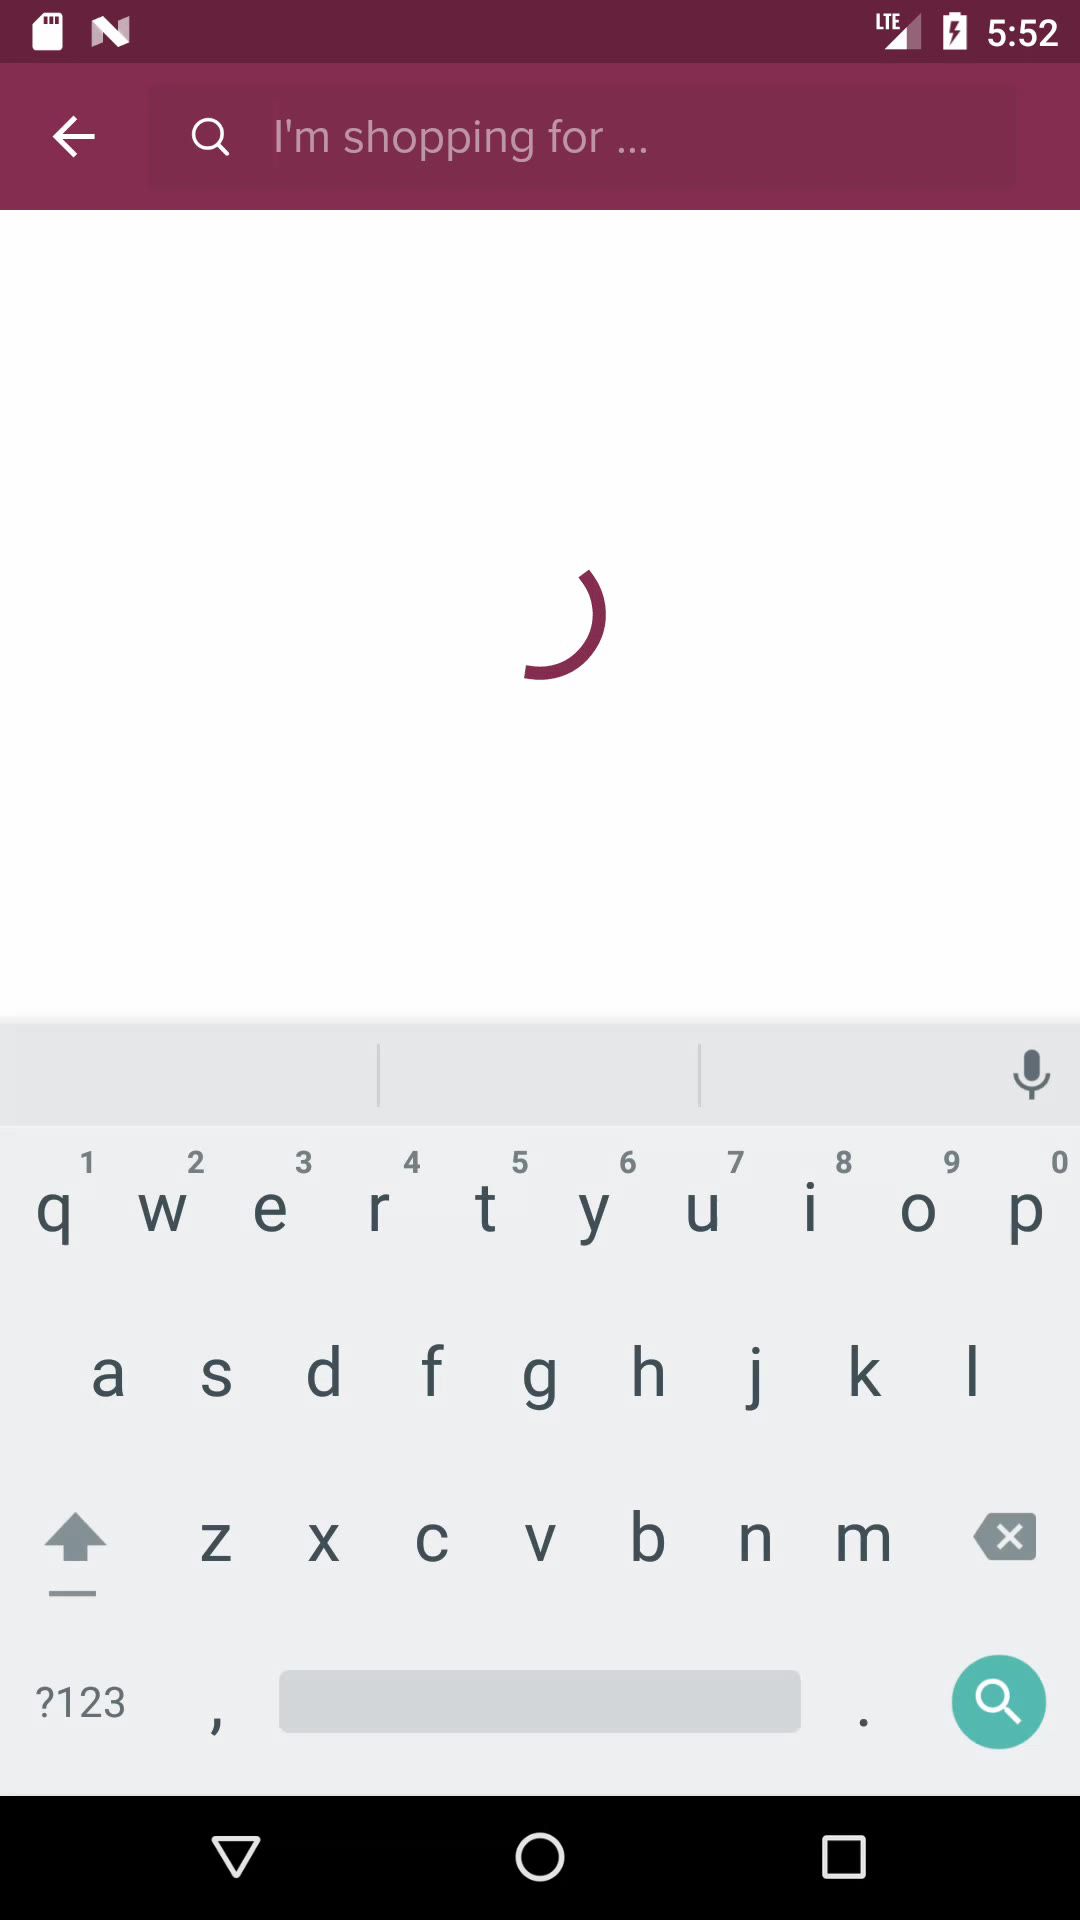 LTE 5:52
I'm shopping for ...
1 2 3 4 5 6 7 8 9 0
q w e r t y u i o p
a s d f g h j k l
z x c v b n m
?123 , .